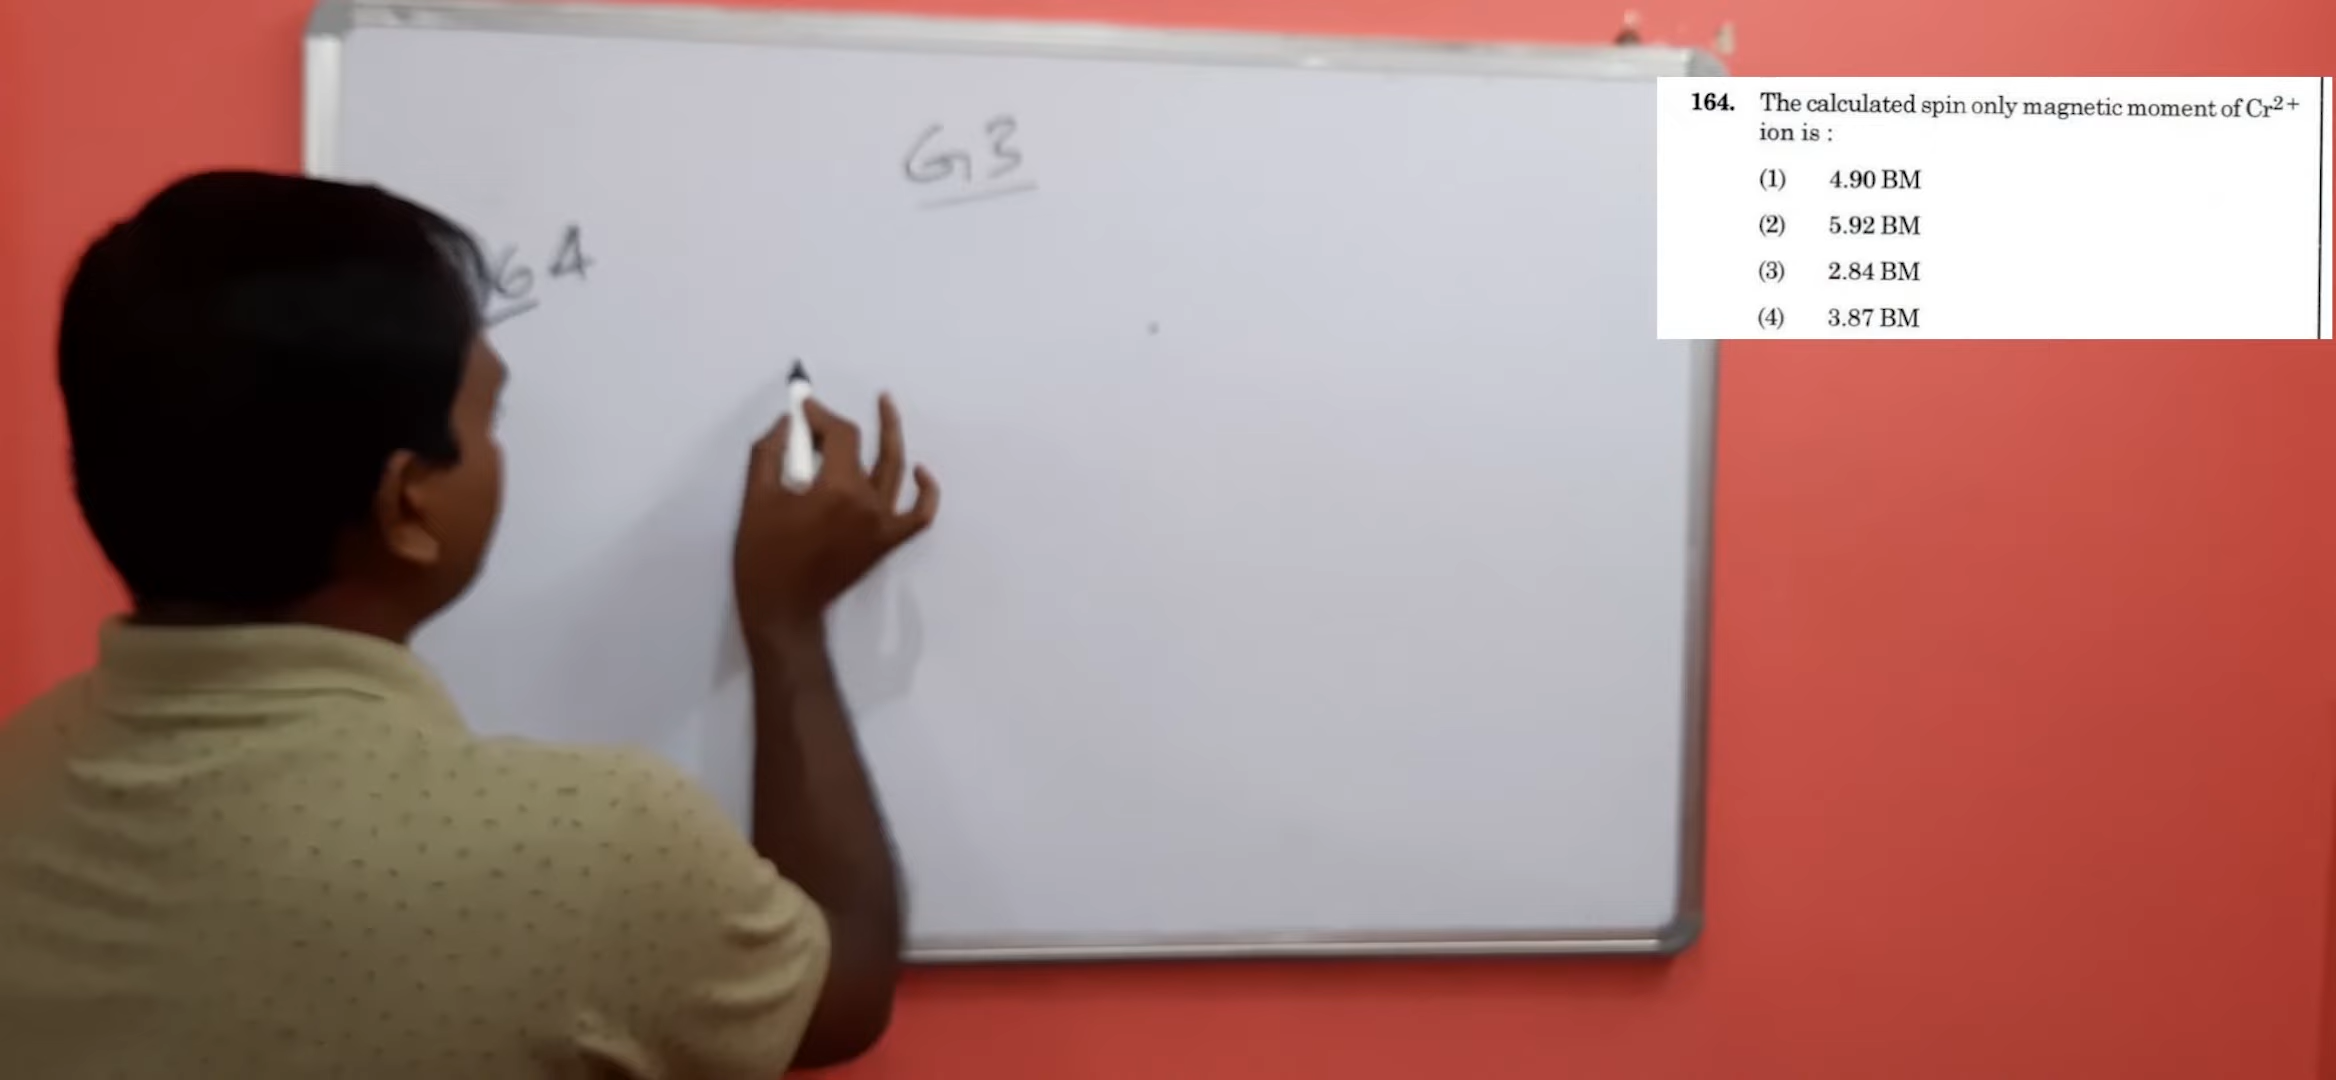 G3
64
164. The calculated spin only magnetic moment of Cr2+
ion is :
(1) 4.90 BM
(2) 5.92 BM
(3) 2.84 BM
(4) 3.87 BM